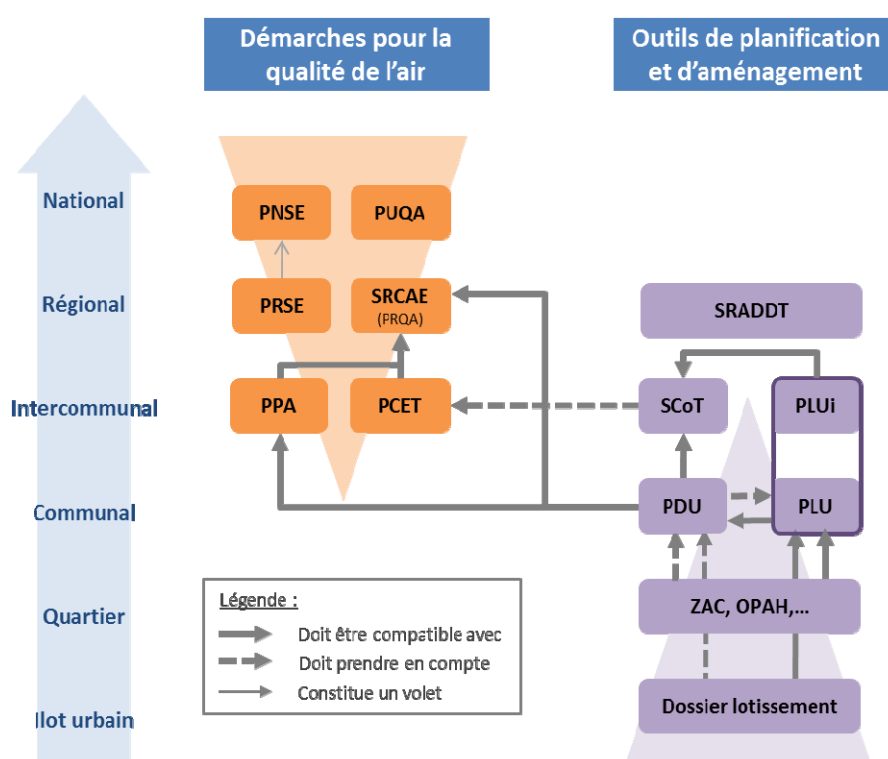 Démarches pour la
qualité de l'air
Outils de planification
et d'aménagement
National
PNSE
PUQA
Régional
PRSE
SRCAE
(PRQA)
SRADDT
Intercommunal
PPA
PCET
SCoT
PLUi
Communal
PDU
PLU
Quartier
ZAC, OPAH,...
Ilot urbain
Dossier lotissement
Légende :
Doit être compatible avec
Doit prendre en compte
Constitue un volet